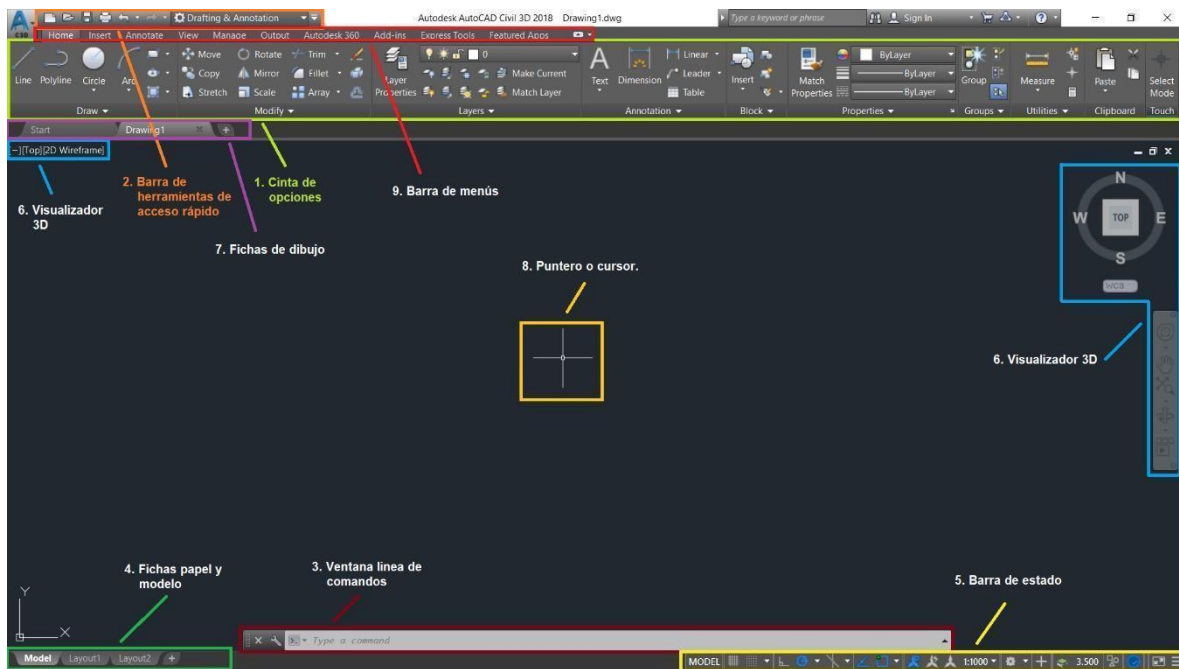 Drafting & Annotation
Autodesk AutoCAD Civil 3D 2018 Drawing1.dwg
Type a keyword or phrase
Sign In
C3D
Home Insert Annotate View Manage Output Autodesk 360 Add-ins Express Tools Featured Apps
Move Rotate Trim
0
Linear
ByLayer
Line Polyline Circle Arc
Copy Mirror Fillet
Layer Properties
Make Current
Text Dimension
Leader
Insert
Match Properties
ByLayer
Group
Measure
Paste
Select Mode
Stretch Scale Array
Match Layer
Table
ByLayer
Draw Modify Layers Annotation Block Properties Groups Utilities Clipboard Touch
Start Drawing1
[−][Top][2D Wireframe]
2. Barra de
herramientas de
acceso rápido
1. Cinta de
opciones
9. Barra de menús
6. Visualizador
3D
7. Fichas de dibujo
8. Puntero o cursor.
N
W TOP E
S
WCS
6. Visualizador 3D
4. Fichas papel y
modelo
3. Ventana linea de
comandos
5. Barra de estado
Y
X
Type a command
Model Layout1 Layout2 +
MODEL 1:1000 3.500